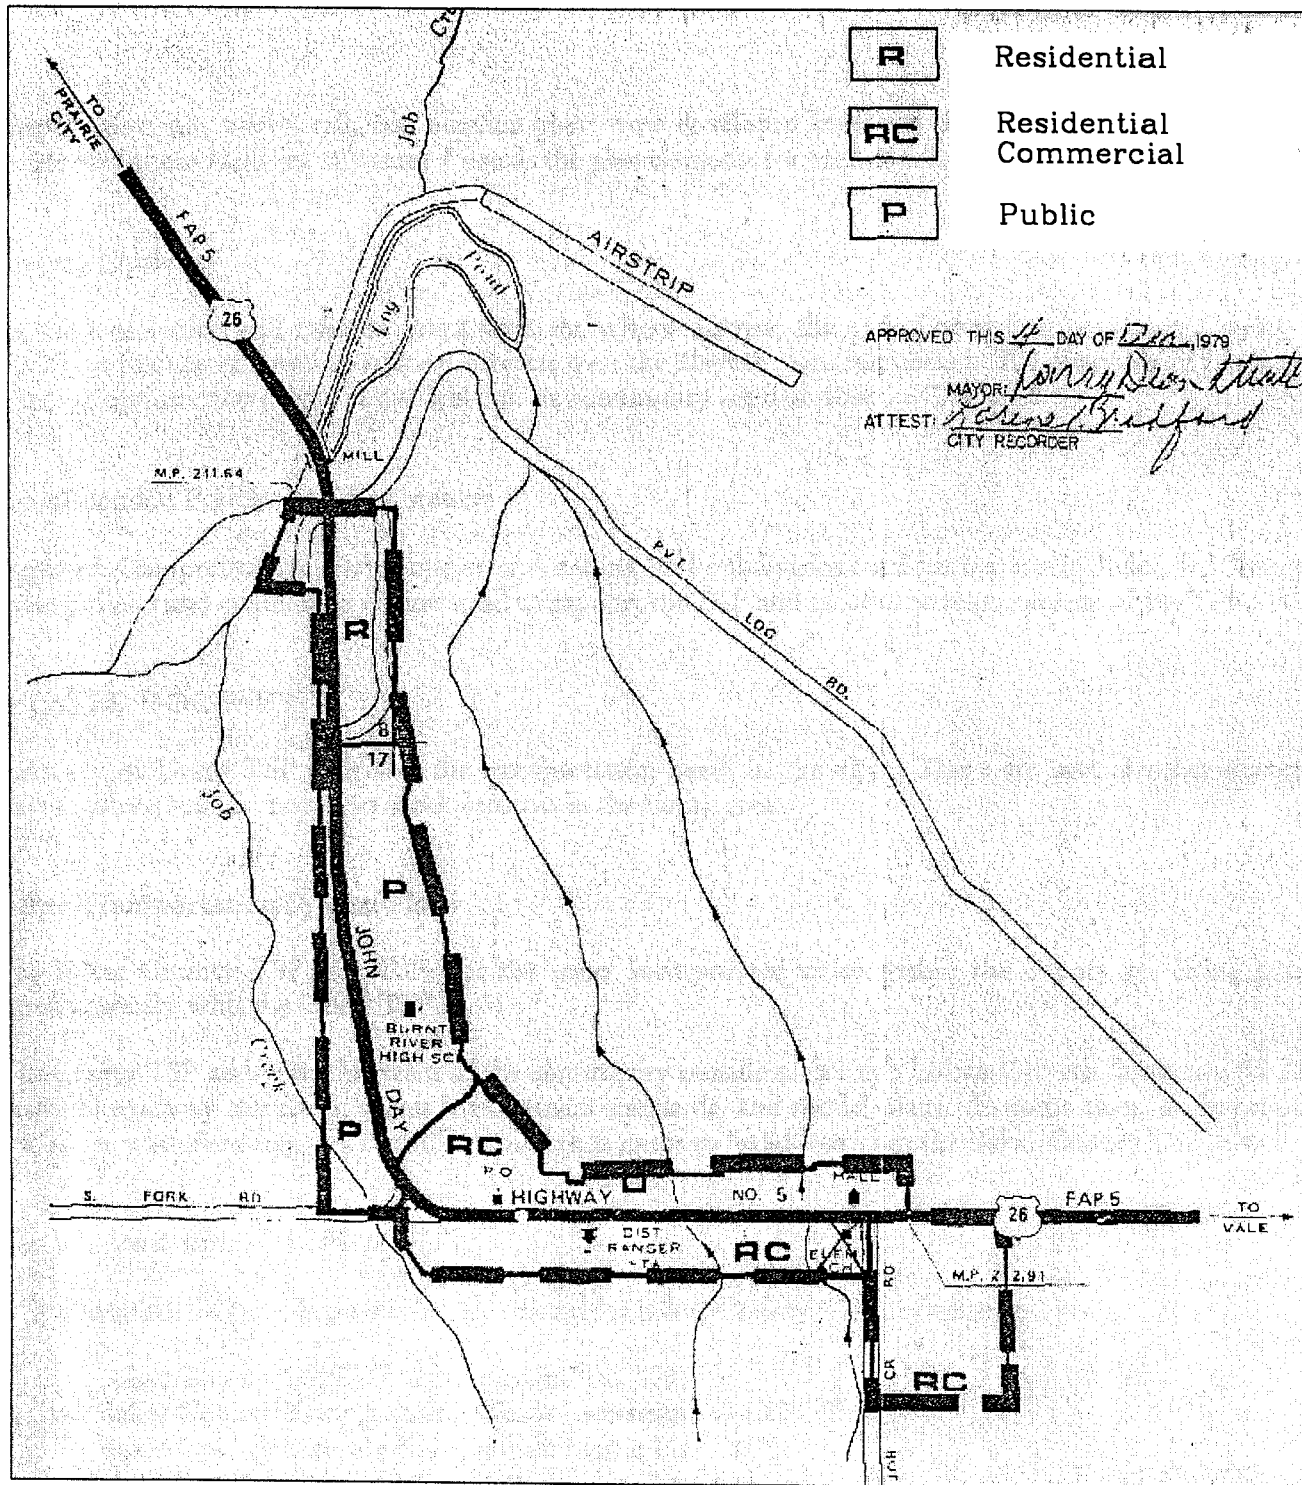 R Residential
RC Residential
Commercial
P Public
Job
TO
PRAIRIE
CITY
FAP. 5
26
AIRSTRIP
Log Pond
APPROVED THIS 4 DAY OF Dec, 1979
MAYOR:
ATTEST:
CITY RECORDER
MILL
M.P. 211.64
PVT. LOG RD.
R
8
17
Job Creek
P
JOHN DAY
BURNT
RIVER
HIGH SC
P
RC
P.O
HIGHWAY NO. 5
HALL
S. FORK RD
26
FAP. 5
TO
VALE
DIST
RANGER
RC
ELEM
RD
CR
RC